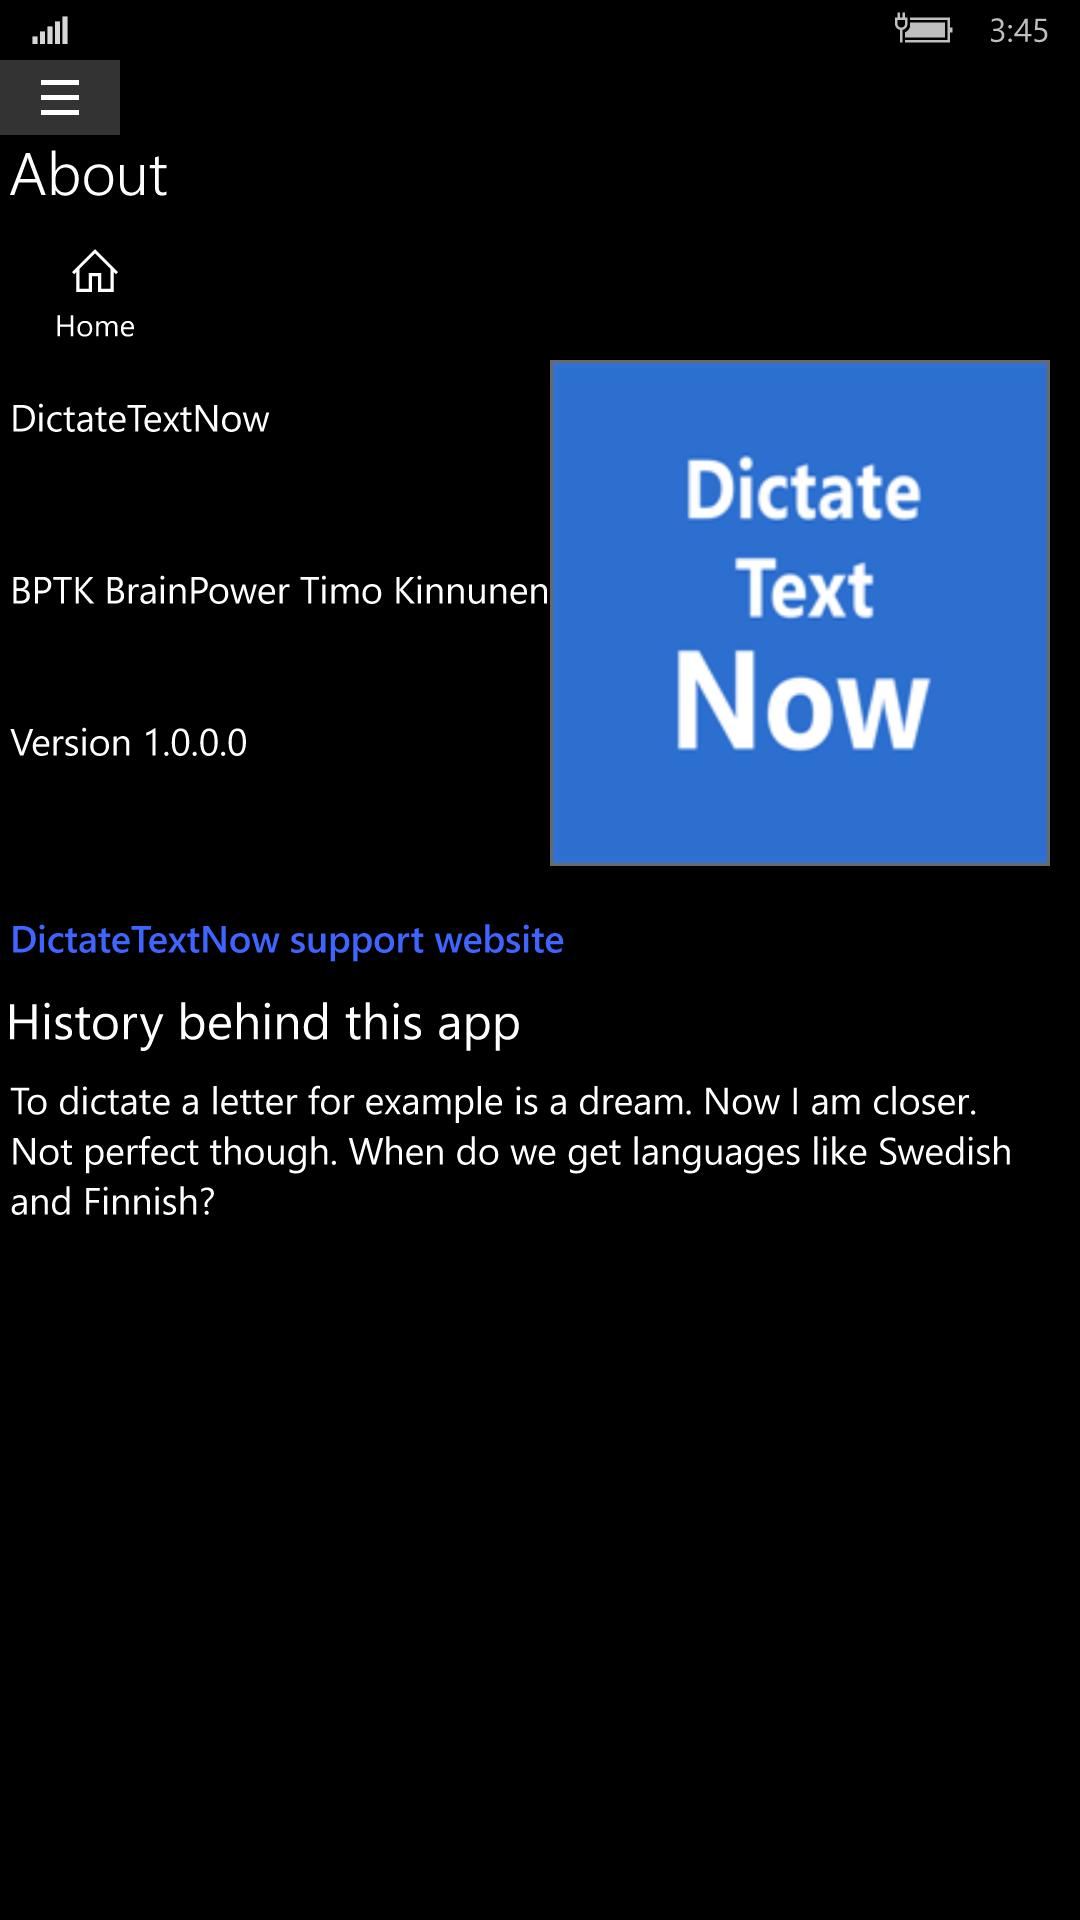 3:45
About
Home
DictateTextNow
BPTK BrainPower Timo Kinnunen
Version 1.0.0.0
Dictate
Text
Now
DictateTextNow support website
History behind this app
To dictate a letter for example is a dream. Now I am closer.
Not perfect though. When do we get languages like Swedish
and Finnish?